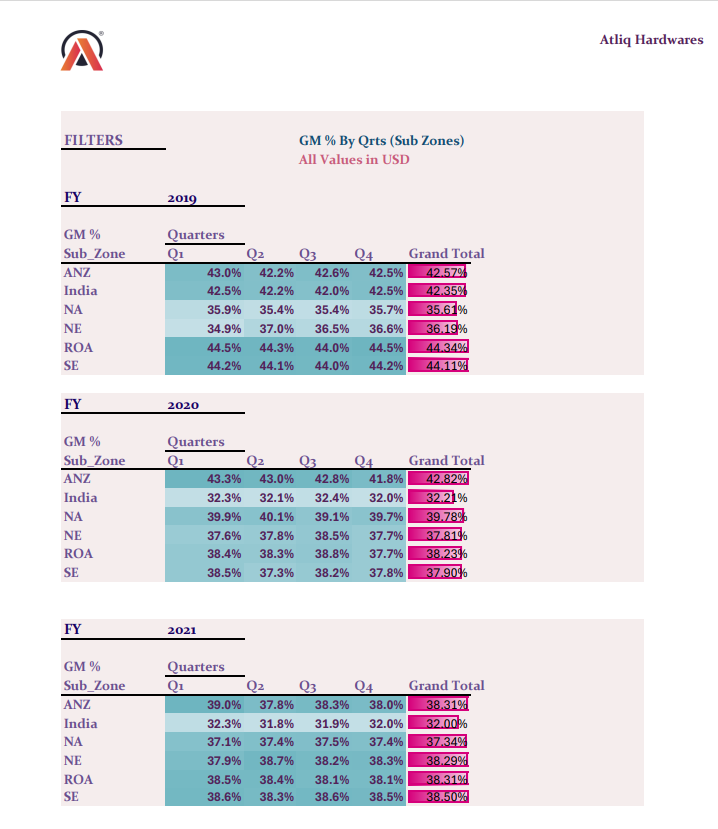 ®
Atliq Hardwares
FILTERS
GM % By Qrts (Sub Zones)
All Values in USD
FY 2019
GM % Quarters
Sub_Zone Q1 Q2 Q3 Q4 Grand Total
ANZ 43.0% 42.2% 42.6% 42.5% 42.57%
India 42.5% 42.2% 42.0% 42.5% 42.35%
NA 35.9% 35.4% 35.4% 35.7% 35.61%
NE 34.9% 37.0% 36.5% 36.6% 36.19%
ROA 44.5% 44.3% 44.0% 44.5% 44.34%
SE 44.2% 44.1% 44.0% 44.2% 44.11%
FY 2020
GM % Quarters
Sub_Zone Q1 Q2 Q3 Q4 Grand Total
ANZ 43.3% 43.0% 42.8% 41.8% 42.82%
India 32.3% 32.1% 32.4% 32.0% 32.21%
NA 39.9% 40.1% 39.1% 39.7% 39.78%
NE 37.6% 37.8% 38.5% 37.7% 37.81%
ROA 38.4% 38.3% 38.8% 37.7% 38.23%
SE 38.5% 37.3% 38.2% 37.8% 37.90%
FY 2021
GM % Quarters
Sub_Zone Q1 Q2 Q3 Q4 Grand Total
ANZ 39.0% 37.8% 38.3% 38.0% 38.31%
India 32.3% 31.8% 31.9% 32.0% 32.00%
NA 37.1% 37.4% 37.5% 37.4% 37.34%
NE 37.9% 38.7% 38.2% 38.3% 38.29%
ROA 38.5% 38.4% 38.1% 38.1% 38.31%
SE 38.6% 38.3% 38.6% 38.5% 38.50%